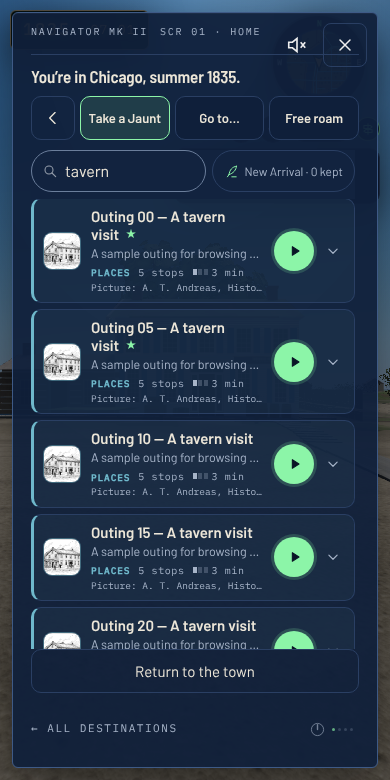 NAVIGATOR MK II SCR 01 · HOME
You're in Chicago, summer 1835.
Take a Jaunt
Go to...
Free roam
tavern
New Arrival · 0 kept
Outing 00 — A tavern
visit ★
A sample outing for browsing ...
PLACES 5 stops 3 min
Picture: A. T. Andreas, Histo...
Outing 05 — A tavern
visit ★
A sample outing for browsing ...
PLACES 5 stops 3 min
Picture: A. T. Andreas, Histo...
Outing 10 — A tavern visit
A sample outing for browsing ...
PLACES 5 stops 3 min
Picture: A. T. Andreas, Histo...
Outing 15 — A tavern visit
A sample outing for browsing ...
PLACES 5 stops 3 min
Picture: A. T. Andreas, Histo...
Outing 20 — A tavern visit
A sample outing for browsing ...
Return to the town
← ALL DESTINATIONS